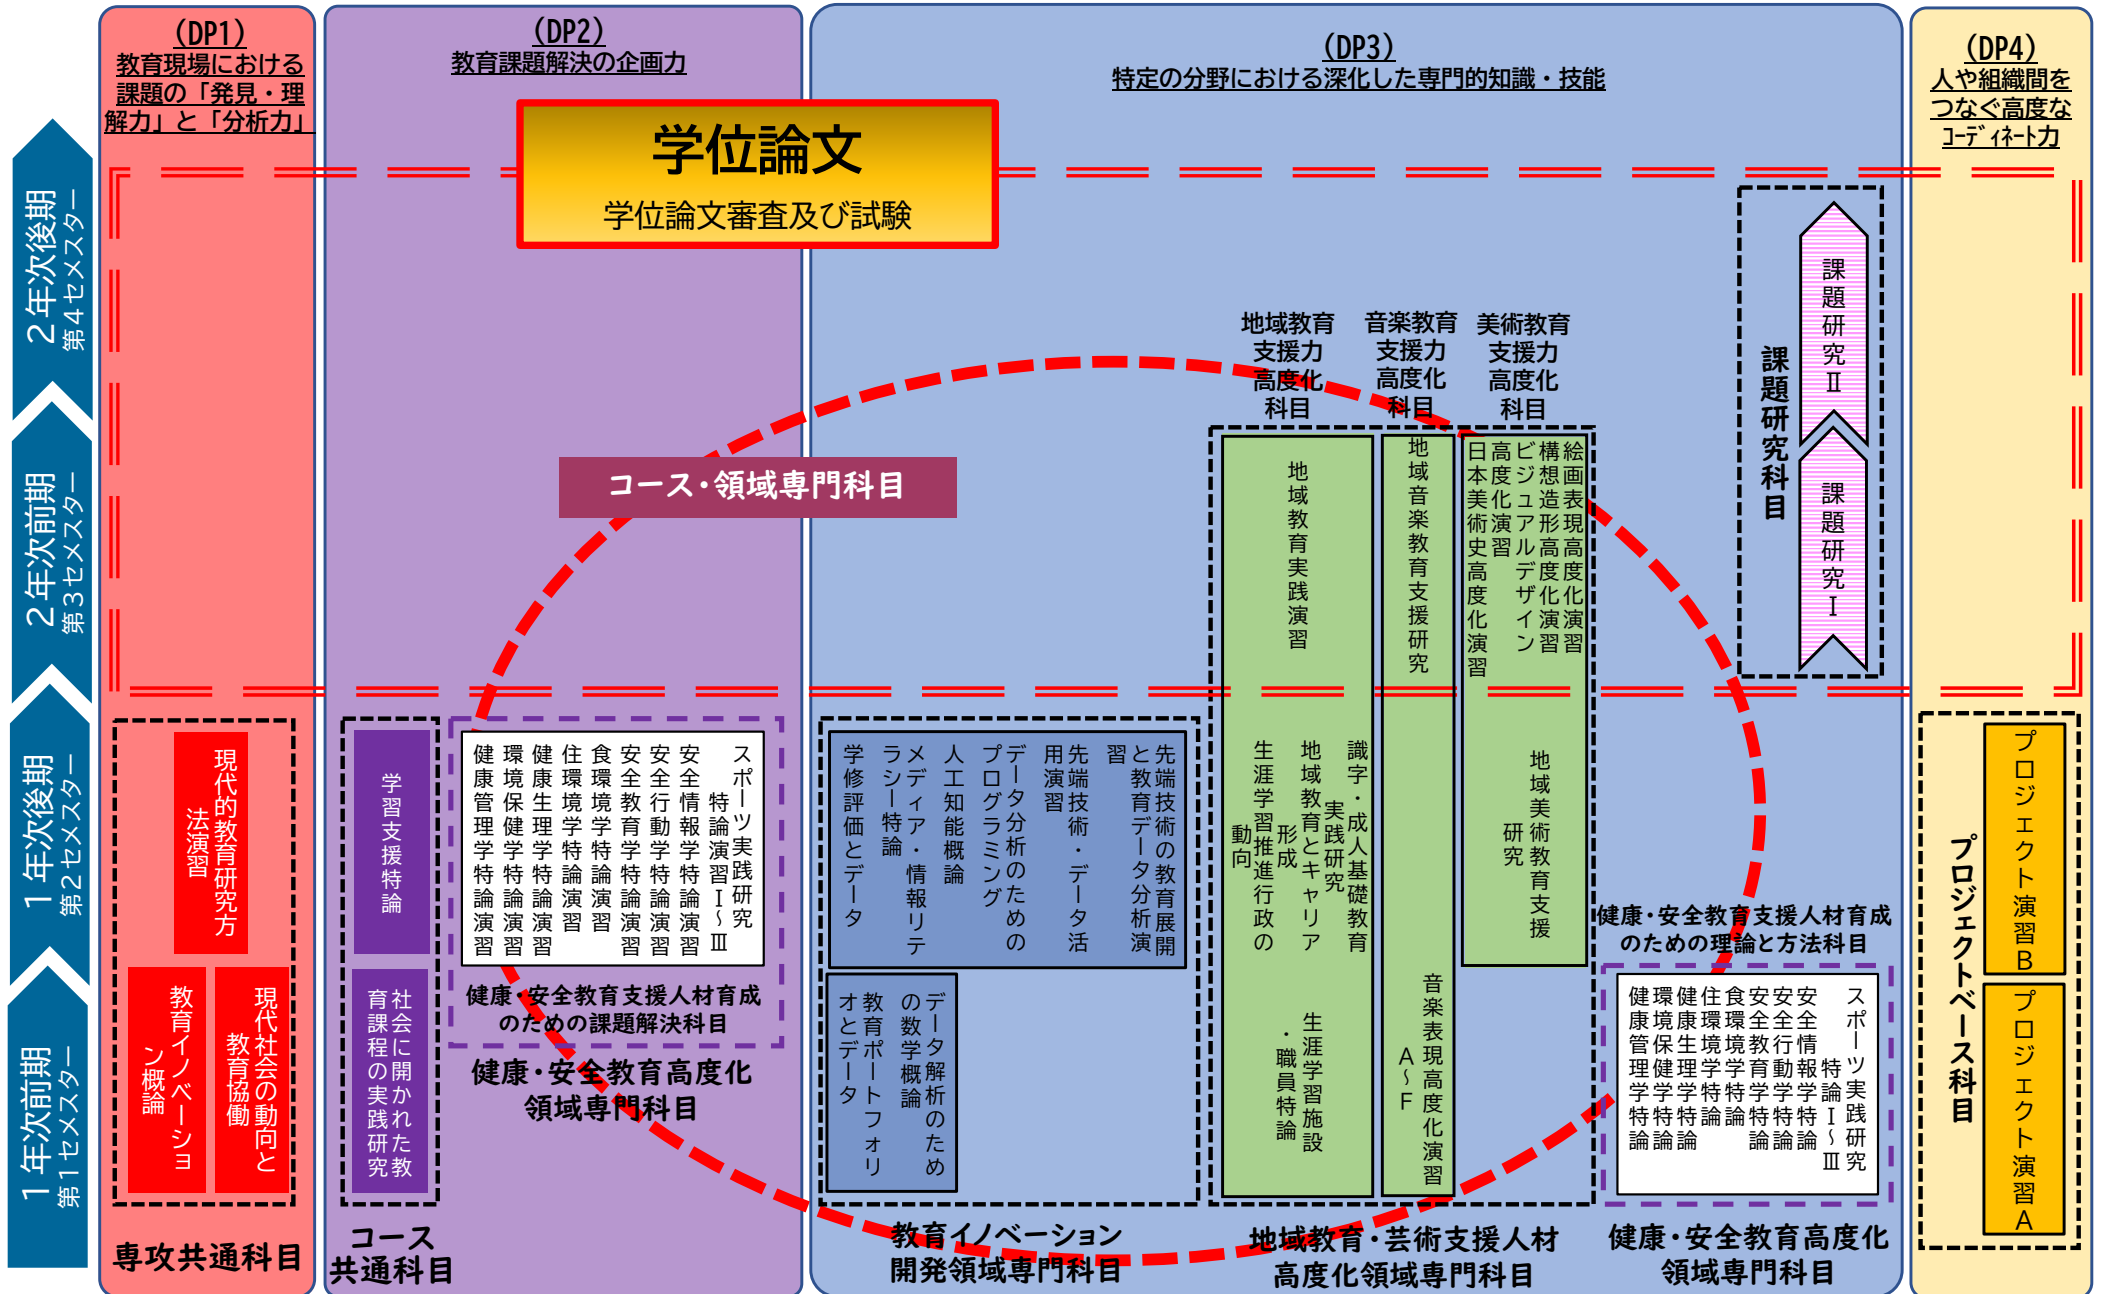 （DP1）
教育現場における
課題の「発見・理
解力」と「分析力」
（DP2）
教育課題解決の企画力
（DP3）
特定の分野における深化した専門的知識・技能
（DP4）
人や組織間を
つなぐ高度な
ｺｰﾃﾞｨﾈｰﾄ力
学位論文
学位論文審査及び試験
２年次後期
第４セメスター
２年次前期
第３セメスター
１年次後期
第２セメスター
１年次前期
第１セメスター
コース・領域専門科目
現代的教育研究方
法演習
現代社会の動向と
教育協働
教育イノベーショ
ン概論
専攻共通科目
学習支援特論
社会に開かれた教
育課程の実践研究
コース
共通科目
スポーツ実践研究
特論演習Ⅰ～Ⅲ
安全情報学特論演習
安全行動学特論演習
安全教育学特論演習
食環境学特論演習
住環境学特論演習
健康生理学特論演習
環境保健学特論演習
健康管理学特論演習
健康・安全教育支援人材育成
のための課題解決科目
健康・安全教育高度化
領域専門科目
先端技術の教育展開
と教育データ分析演
習
先端技術・データ活
用演習
データ分析のための
プログラミング
人工知能概論
メディア・情報リテ
ラシー特論
学修評価とデータ
データ解析のため
の数学概論
教育ポートフォリ
オとデータ
教育イノベーション
開発領域専門科目
地域教育
支援力
高度化
科目
音楽教育
支援力
高度化
科目
美術教育
支援力
高度化
科目
地域教育実践演習
識字・成人基礎教育
実践研究
地域教育とキャリア
形成
生涯学習推進行政の
動向
生涯学習施設
・職員特論
地域音楽教育支援研究
音楽表現高度化演習
A～F
絵画表現高度化演習
構想造形高度化演習
ビジュアルデザイン
高度化演習
日本美術史高度化演習
地域美術教育支援
研究
地域教育・芸術支援人材
高度化領域専門科目
課題研究科目
課題研究Ⅱ
課題研究Ⅰ
健康・安全教育支援人材育成
のための理論と方法科目
スポーツ実践研究
特論Ⅰ～Ⅲ
安全情報学特論
安全行動学特論
安全教育学特論
食環境学特論
住環境学特論
健康生理学特論
環境保健学特論
健康管理学特論
健康・安全教育高度化
領域専門科目
プロジェクト演習B
プロジェクト演習A
プロジェクトベース科目